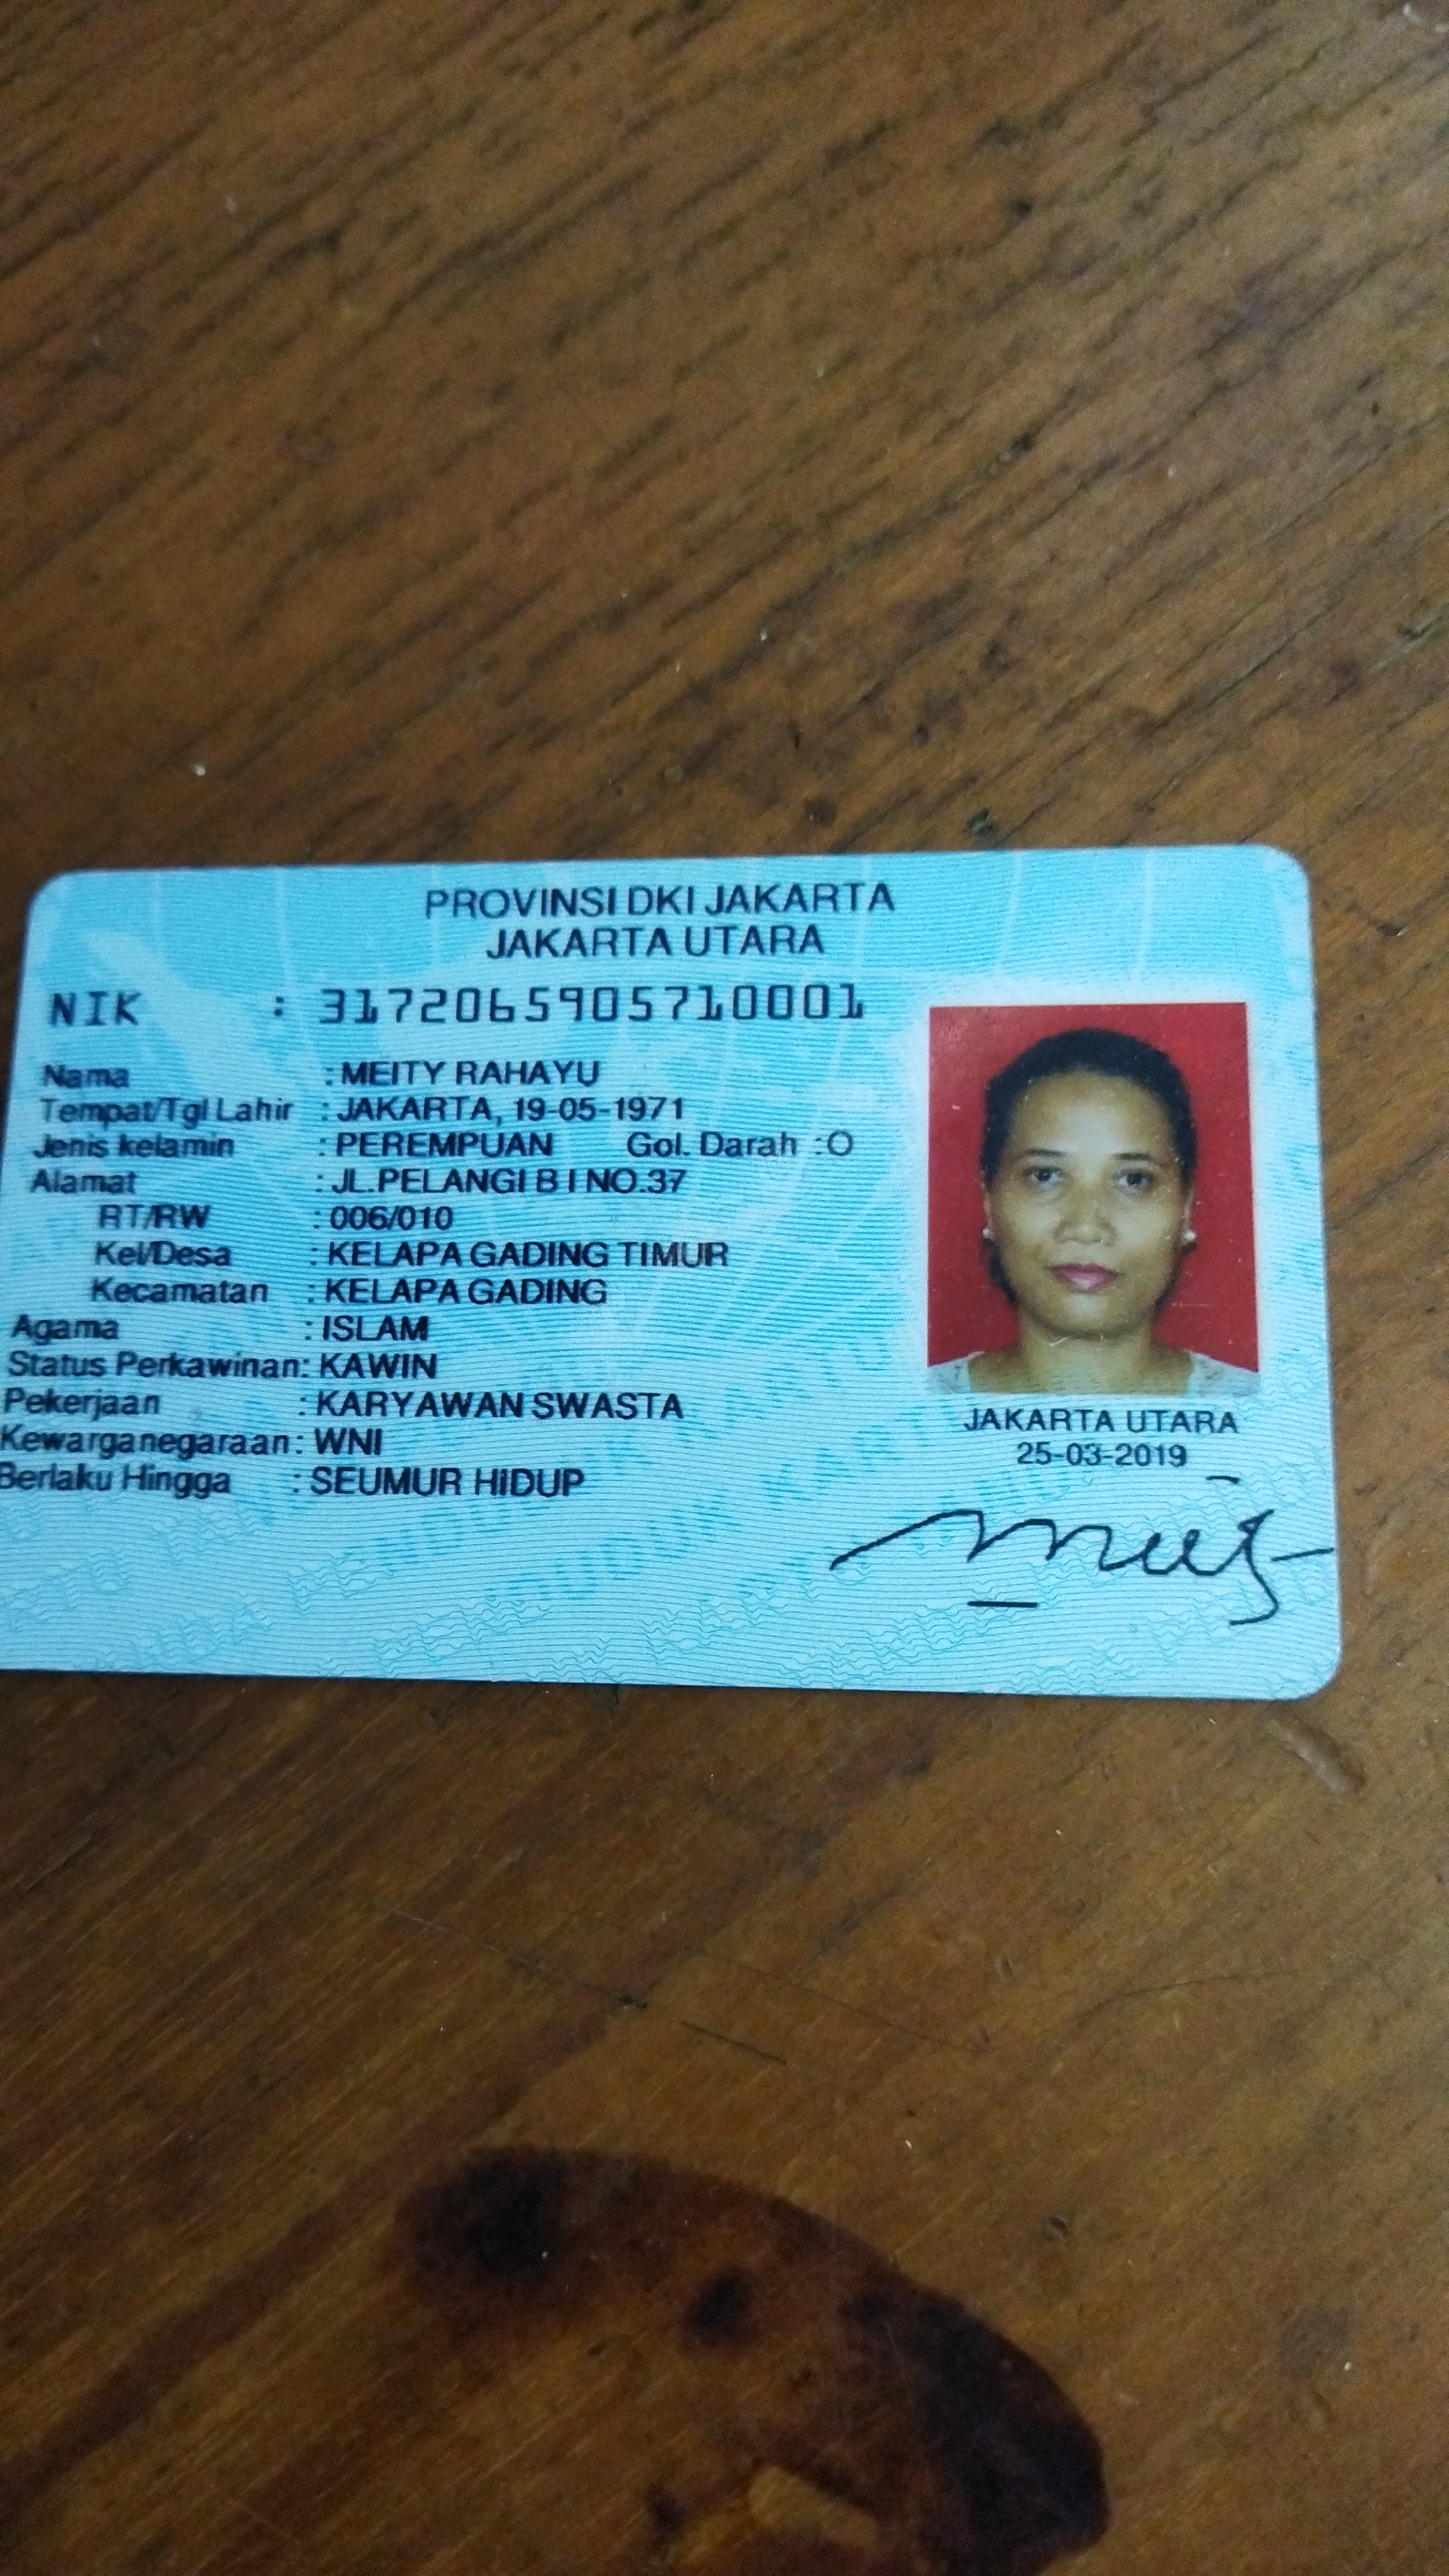 PROVINSI DKI JAKARTA
JAKARTA UTARA
NIK : 3172065905710001
Nama : MEITY RAHAYU
Tempat/Tgl Lahir : JAKARTA, 19-05-1971
Jenis kelamin : PEREMPUAN Gol. Darah : O
Alamat : JL.PELANGI B I NO.37
RT/RW : 006/010
Kel/Desa : KELAPA GADING TIMUR
Kecamatan : KELAPA GADING
Agama : ISLAM
Status Perkawinan: KAWIN
Pekerjaan : KARYAWAN SWASTA
Kewarganegaraan: WNI
Berlaku Hingga : SEUMUR HIDUP
JAKARTA UTARA
25-03-2019